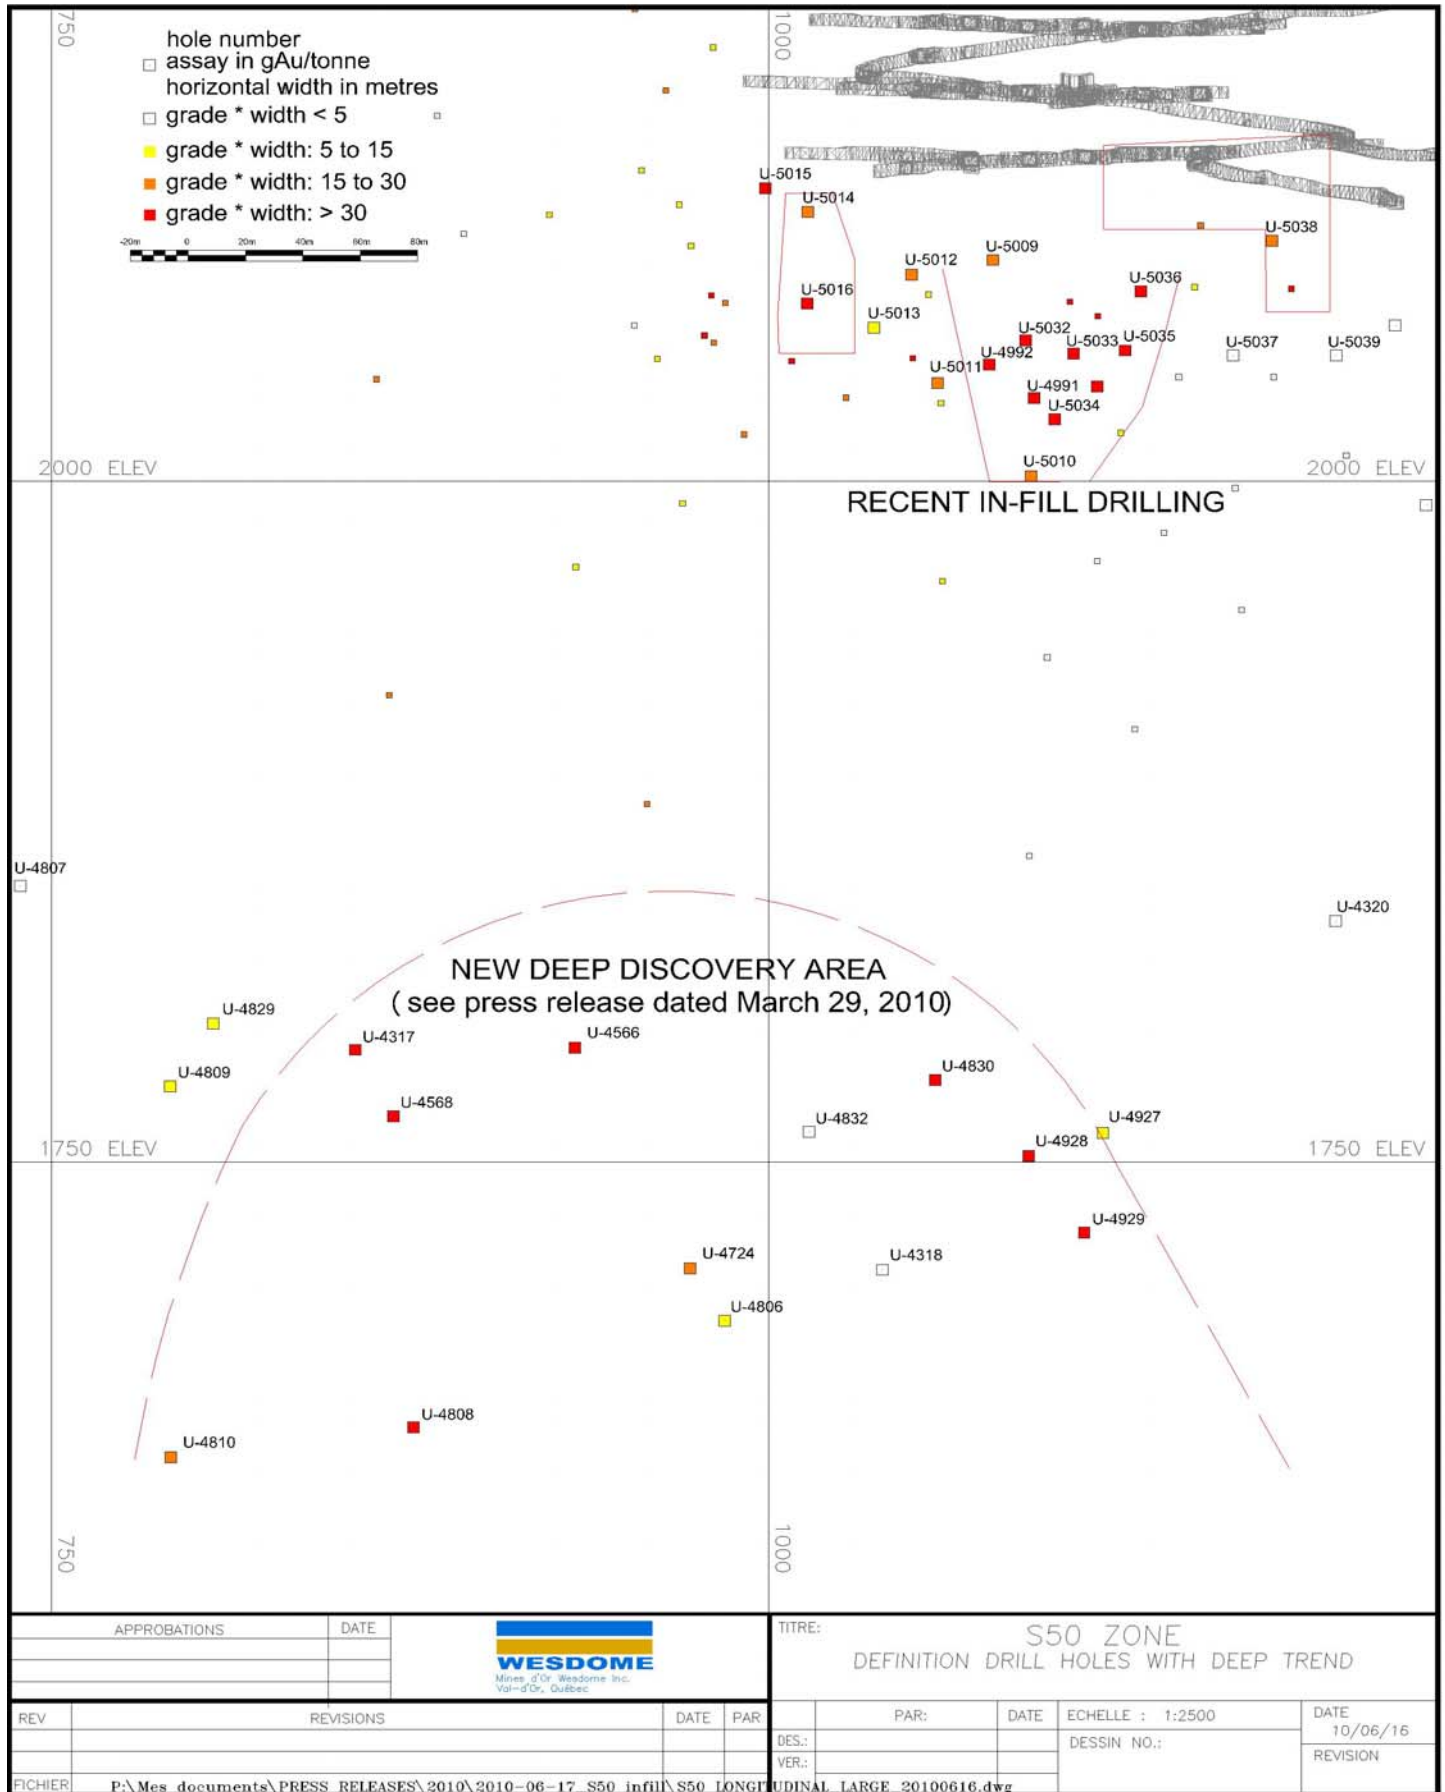 750
1000
hole number
assay in gAu/tonne
horizontal width in metres
grade * width < 5
grade * width: 5 to 15
grade * width: 15 to 30
grade * width: > 30
-20m 0 20m 40m 60m 80m
U-5015
U-5014
U-5038
U-5009
U-5012
U-5036
U-5016
U-5013
U-5032
U-5033
U-5035
U-5037
U-5039
U-4992
U-5011
U-4991
U-5034
U-5010
2000 ELEV
2000 ELEV
RECENT IN-FILL DRILLING
U-4807
U-4320
NEW DEEP DISCOVERY AREA
( see press release dated March 29, 2010)
U-4829
U-4317
U-4566
U-4809
U-4830
U-4568
U-4832
U-4927
U-4928
1750 ELEV
1750 ELEV
U-4929
U-4724
U-4318
U-4806
U-4808
U-4810
750
1000
APPROBATIONS
DATE
WESDOME
Mines d'Or Wesdome Inc.
Val-d'Or, Québec
TITRE:
S50 ZONE
DEFINITION DRILL HOLES WITH DEEP TREND
REV
REVISIONS
DATE
PAR
PAR:
DATE
ECHELLE : 1:2500
DATE
10/06/16
DES.:
DESSIN NO.:
VER.:
REVISION
FICHIER
P:\Mes documents\PRESS RELEASES\2010\2010-06-17 S50 infill\S50 LONGITUDINAL LARGE 20100616.dwg